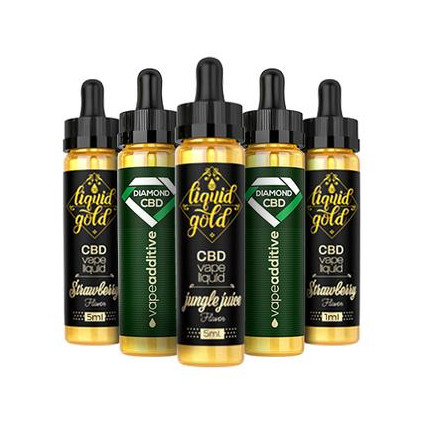 liquid
gold
CBD
vape
liquid
Strawberry
Flavor
5ml
DIAMOND
CBD
vapeadditive
liquid
gold
CBD
vape
liquid
jungle juice
Flavor
5ml
DIAMOND
CBD
vapeadditive
liquid
gold
CBD
vape
liquid
Strawberry
Flavor
1ml